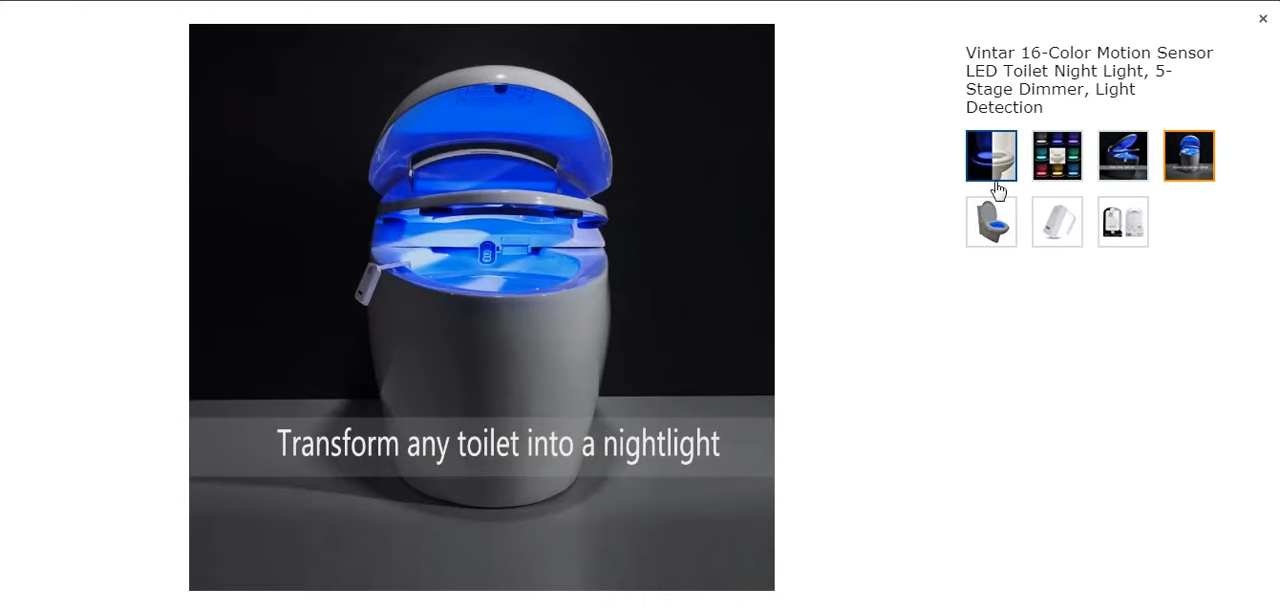 ×
Vintar 16-Color Motion Sensor
LED Toilet Night Light, 5-
Stage Dimmer, Light
Detection
Transform any toilet into a nightlight